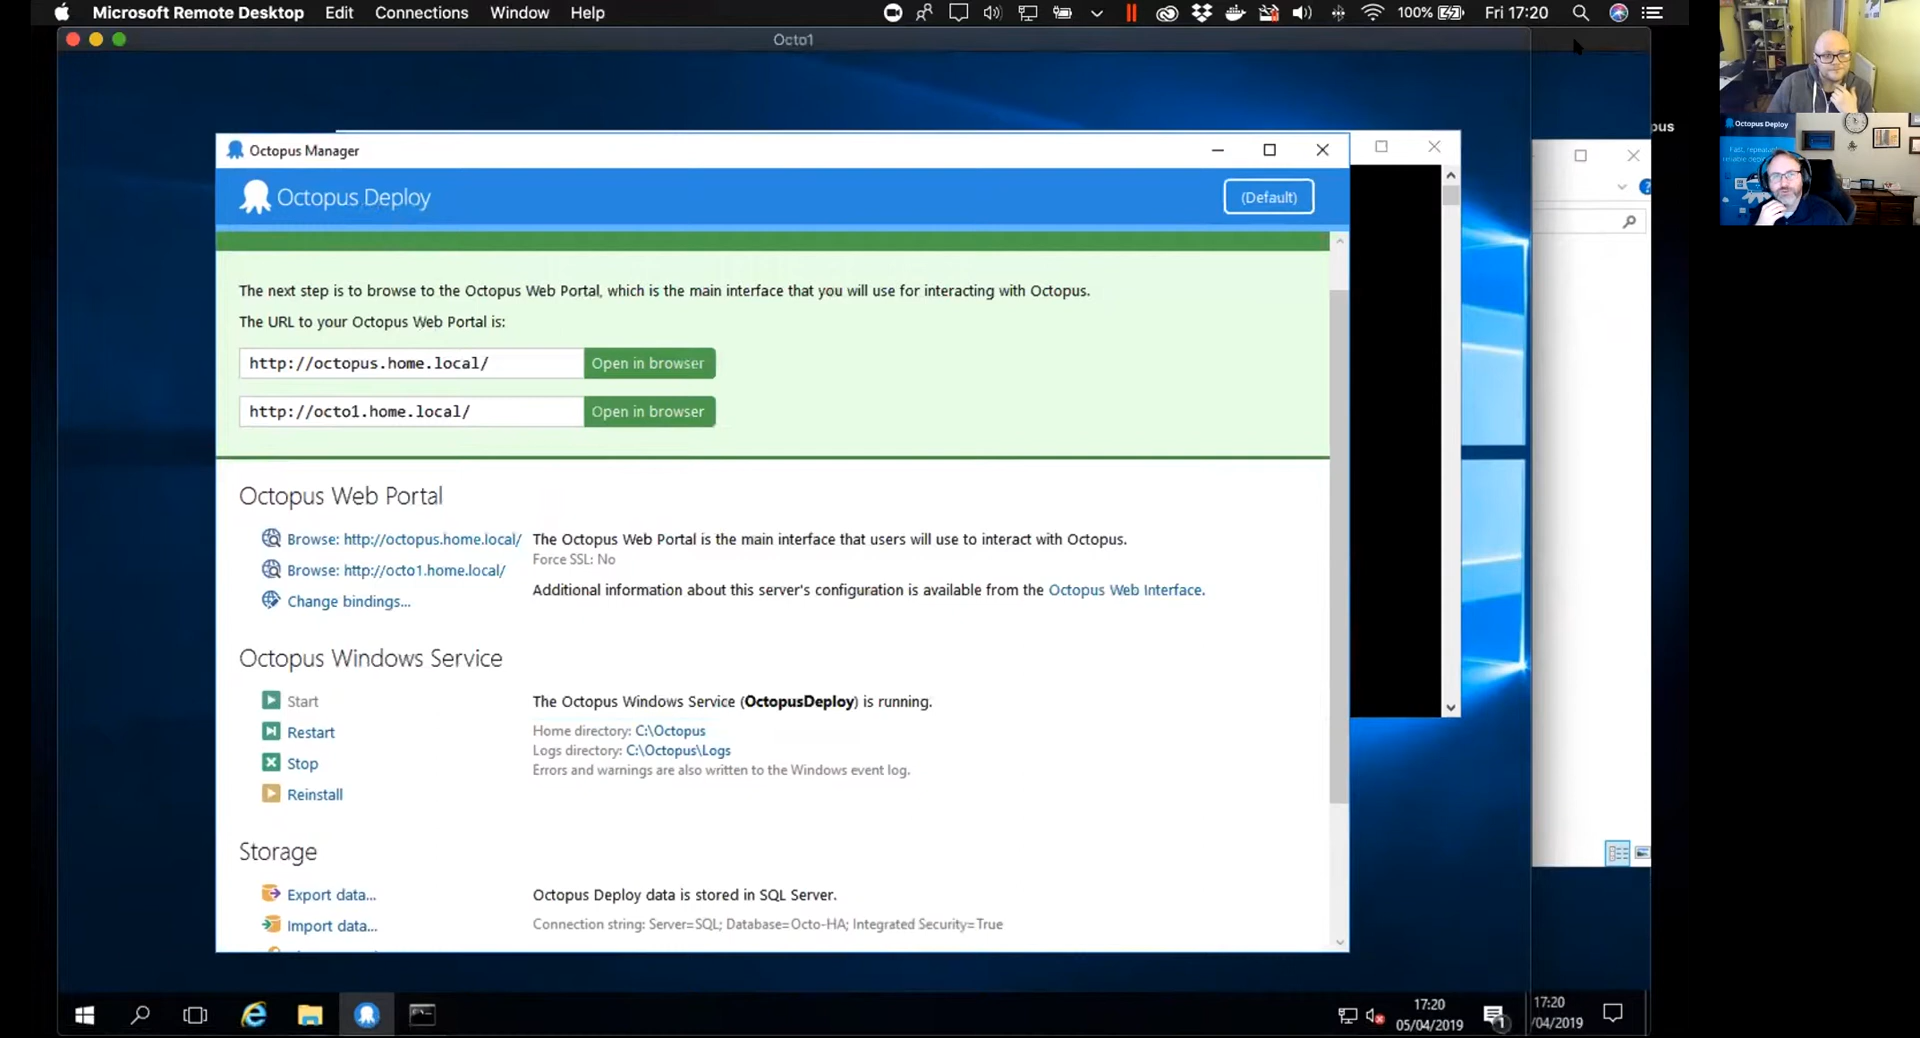 Microsoft Remote Desktop Edit Connections Window Help 100% Fri 17:20
Octo1
Octopus Manager
Octopus Deploy
(Default)
The next step is to browse to the Octopus Web Portal, which is the main interface that you will use for interacting with Octopus.
The URL to your Octopus Web Portal is:
http://octopus.home.local/ Open in browser
http://octo1.home.local/ Open in browser
Octopus Web Portal
Browse: http://octopus.home.local/ The Octopus Web Portal is the main interface that users will use to interact with Octopus.
Force SSL: No
Browse: http://octo1.home.local/
Additional information about this server's configuration is available from the Octopus Web Interface.
Change bindings...
Octopus Windows Service
Start The Octopus Windows Service (OctopusDeploy) is running.
Restart Home directory: C:\Octopus
Logs directory: C:\Octopus\Logs
Stop Errors and warnings are also written to the Windows event log.
Reinstall
Storage
Export data... Octopus Deploy data is stored in SQL Server.
Import data... Connection string: Server=SQL; Database=Octo-HA; Integrated Security=True
17:20
05/04/2019
1
17:20
/04/2019
pus
Octopus Deploy